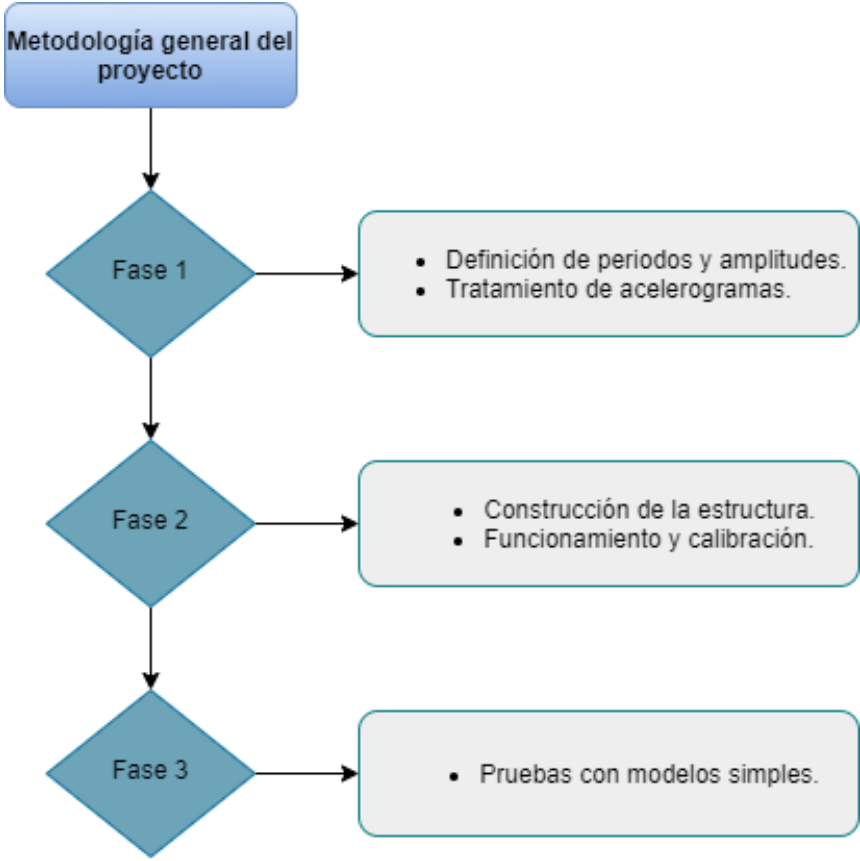 Metodología general del
proyecto
Fase 1
• Definición de periodos y amplitudes.
• Tratamiento de acelerogramas.
Fase 2
• Construcción de la estructura.
• Funcionamiento y calibración.
Fase 3
• Pruebas con modelos simples.